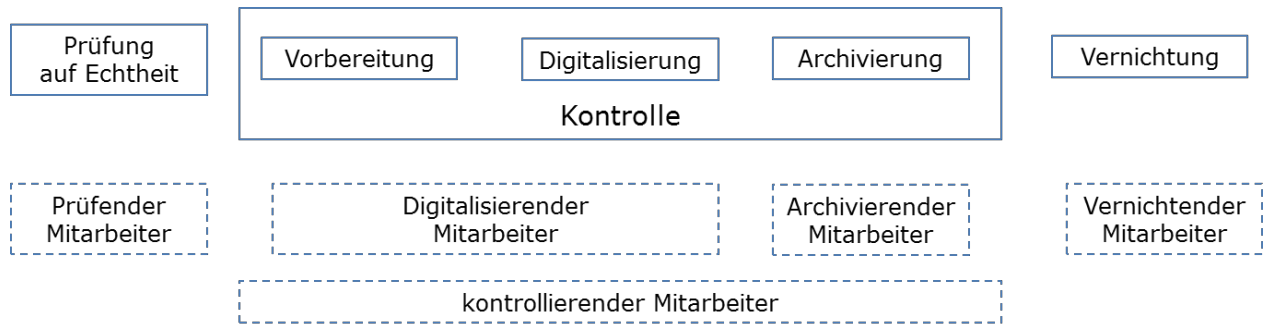 Prüfung
auf Echtheit
Vorbereitung
Digitalisierung
Archivierung
Vernichtung
Kontrolle
Prüfender
Mitarbeiter
Digitalisierender
Mitarbeiter
Archivierender
Mitarbeiter
Vernichtender
Mitarbeiter
kontrollierender Mitarbeiter